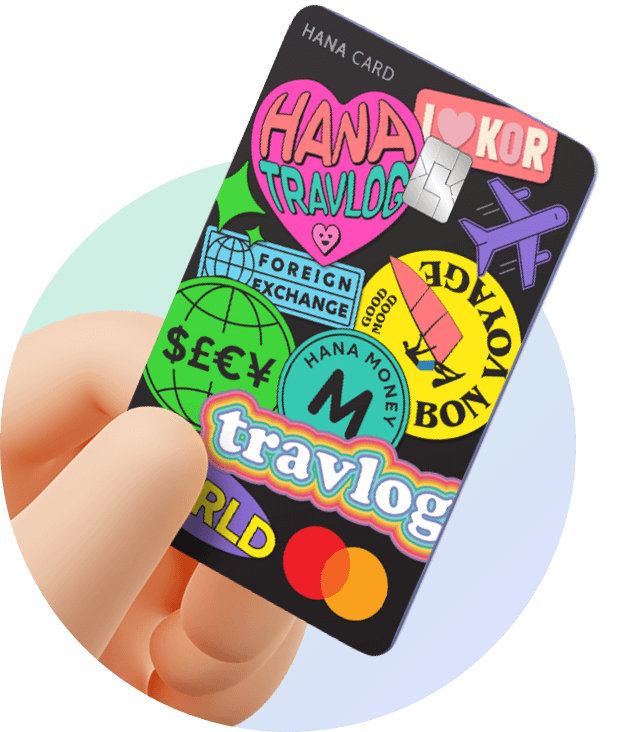 HANA CARD
HANA
TRAVLOG
I KOR
FOREIGN
EXCHANGE
GOOD
MOOD
BON VOYAGE
$£€¥
HANA MONEY
M
travlog
RLD